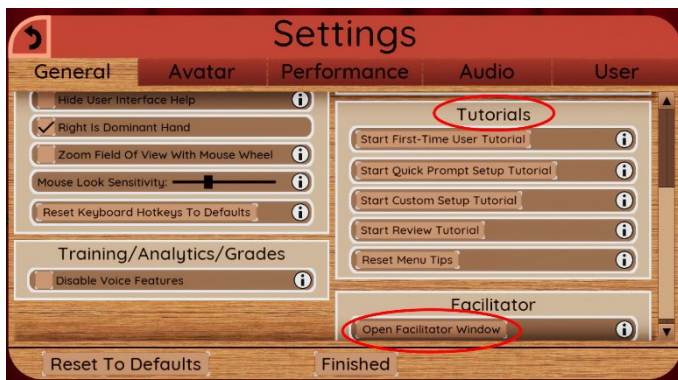 Settings
General Avatar Performance Audio User
Hide User Interface Help
Right Is Dominant Hand
Zoom Field Of View With Mouse Wheel
Mouse Look Sensitivity:
Reset Keyboard Hotkeys To Defaults
Training/Analytics/Grades
Disable Voice Features
Tutorials
Start First-Time User Tutorial
Start Quick Prompt Setup Tutorial
Start Custom Setup Tutorial
Start Review Tutorial
Reset Menu Tips
Facilitator
Open Facilitator Window
Reset To Defaults
Finished